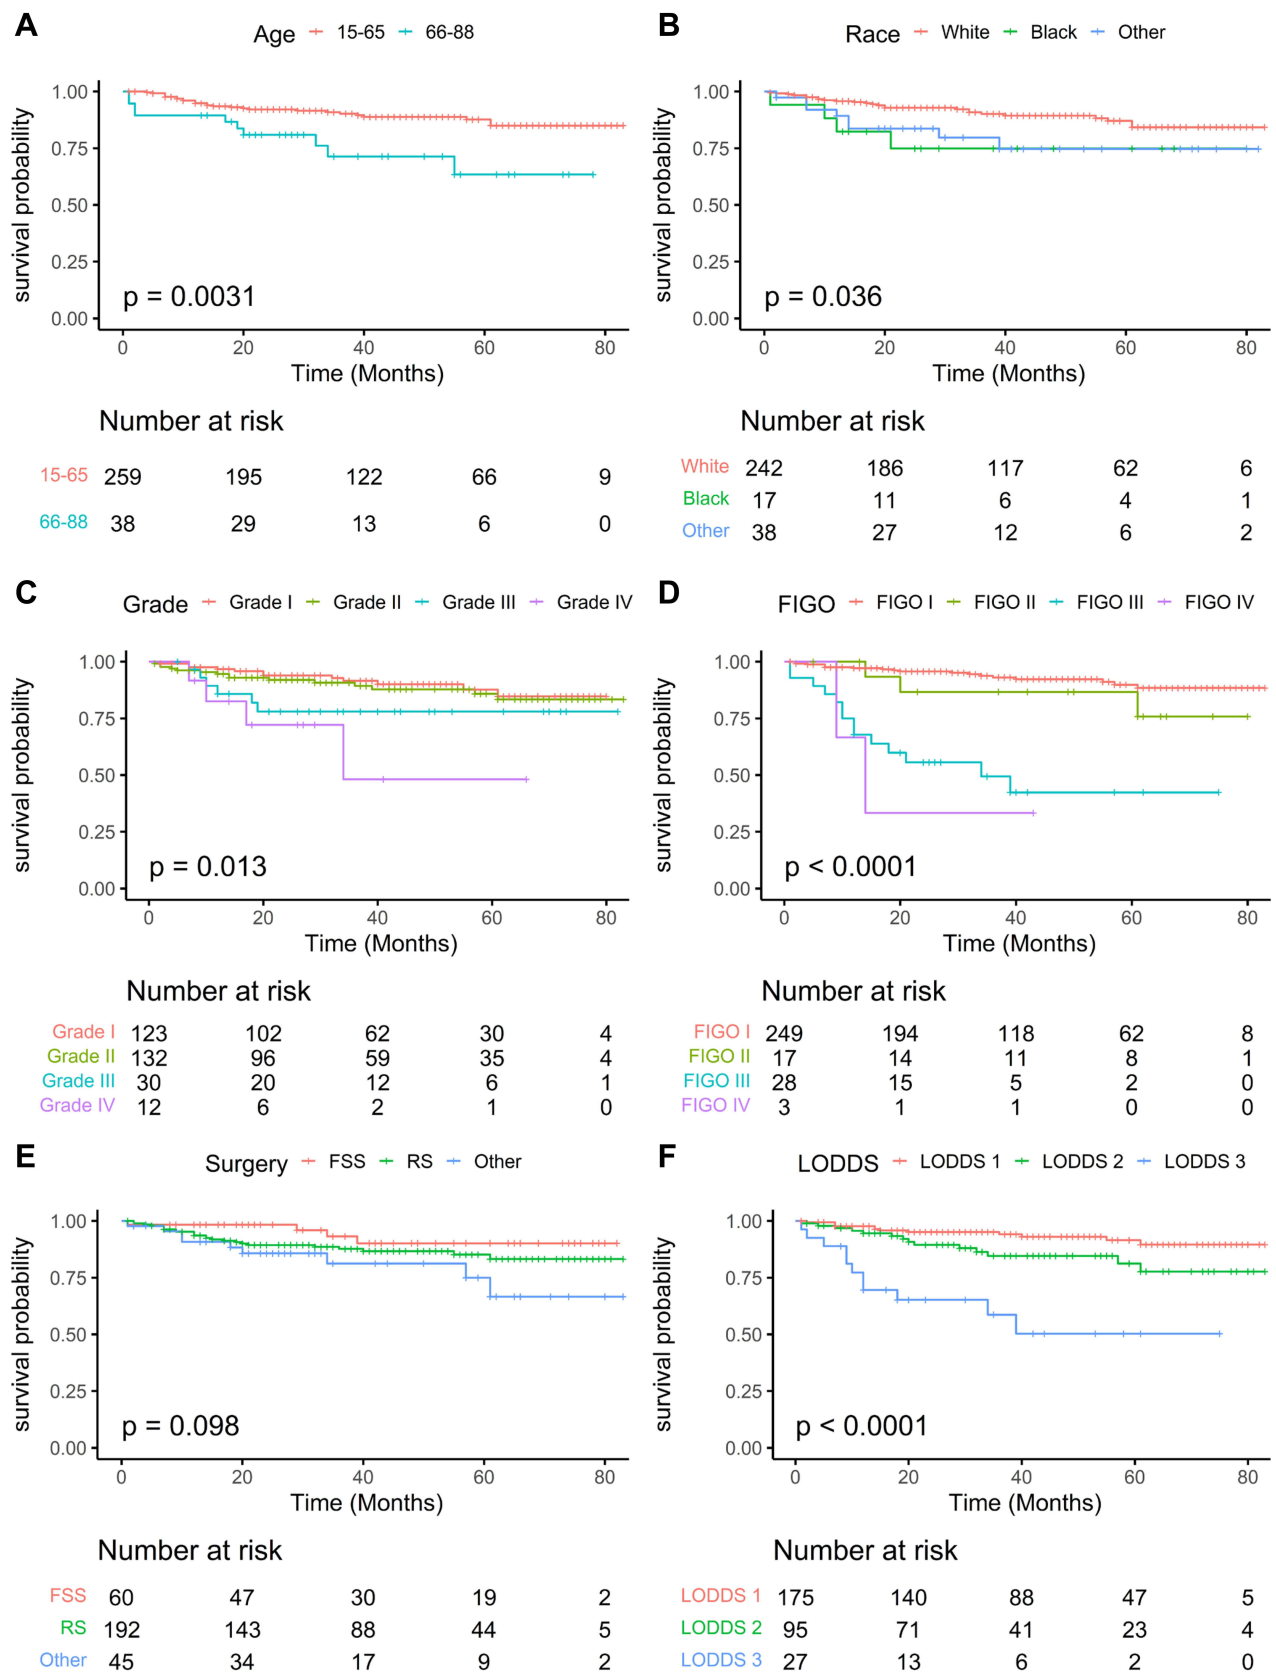 A
Age 15-65 66-88
survival probability
1.00
0.75
0.50
0.25
0.00
p = 0.0031
0 20 40 60 80
Time (Months)
Number at risk
15-65 259 195 122 66 9
66-88 38 29 13 6 0
B
Race White Black Other
survival probability
1.00
0.75
0.50
0.25
0.00
p = 0.036
0 20 40 60 80
Time (Months)
Number at risk
White 242 186 117 62 6
Black 17 11 6 4 1
Other 38 27 12 6 2
C
Grade Grade I Grade II Grade III Grade IV
survival probability
1.00
0.75
0.50
0.25
0.00
p = 0.013
0 20 40 60 80
Time (Months)
Number at risk
Grade I 123 102 62 30 4
Grade II 132 96 59 35 4
Grade III 30 20 12 6 1
Grade IV 12 6 2 1 0
D
FIGO FIGO I FIGO II FIGO III FIGO IV
survival probability
1.00
0.75
0.50
0.25
0.00
p < 0.0001
0 20 40 60 80
Time (Months)
Number at risk
FIGO I 249 194 118 62 8
FIGO II 17 14 11 8 1
FIGO III 28 15 5 2 0
FIGO IV 3 1 1 0 0
E
Surgery FSS RS Other
survival probability
1.00
0.75
0.50
0.25
0.00
p = 0.098
0 20 40 60 80
Time (Months)
Number at risk
FSS 60 47 30 19 2
RS 192 143 88 44 5
Other 45 34 17 9 2
F
LODDS LODDS 1 LODDS 2 LODDS 3
survival probability
1.00
0.75
0.50
0.25
0.00
p < 0.0001
0 20 40 60 80
Time (Months)
Number at risk
LODDS 1 175 140 88 47 5
LODDS 2 95 71 41 23 4
LODDS 3 27 13 6 2 0